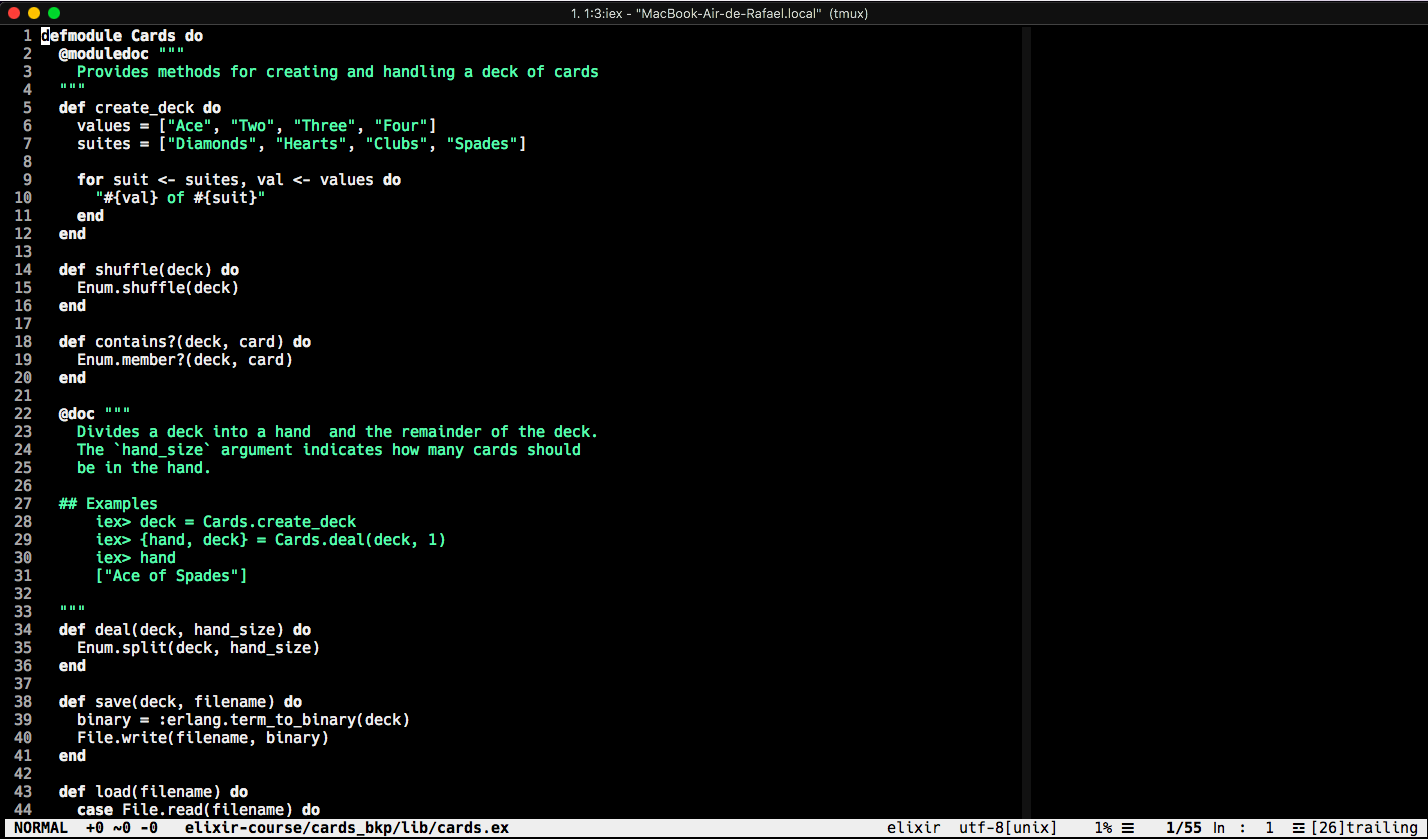 1. 1:3:iex - "MacBook-Air-de-Rafael.local" (tmux)
1 defmodule Cards do
2   @moduledoc """
3     Provides methods for creating and handling a deck of cards
4   """
5   def create_deck do
6     values = ["Ace", "Two", "Three", "Four"]
7     suites = ["Diamonds", "Hearts", "Clubs", "Spades"]
8
9     for suit <- suites, val <- values do
10       "#{val} of #{suit}"
11     end
12   end
13
14   def shuffle(deck) do
15     Enum.shuffle(deck)
16   end
17
18   def contains?(deck, card) do
19     Enum.member?(deck, card)
20   end
21
22   @doc """
23     Divides a deck into a hand  and the remainder of the deck.
24     The `hand_size` argument indicates how many cards should
25     be in the hand.
26
27   ## Examples
28       iex> deck = Cards.create_deck
29       iex> {hand, deck} = Cards.deal(deck, 1)
30       iex> hand
31       ["Ace of Spades"]
32
33   """
34   def deal(deck, hand_size) do
35     Enum.split(deck, hand_size)
36   end
37
38   def save(deck, filename) do
39     binary = :erlang.term_to_binary(deck)
40     File.write(filename, binary)
41   end
42
43   def load(filename) do
44     case File.read(filename) do
NORMAL  +0 ~0 -0   elixir-course/cards_bkp/lib/cards.ex   elixir  utf-8[unix]    1% ☰   1/55 ln  :  1  ☲ [26]trailing